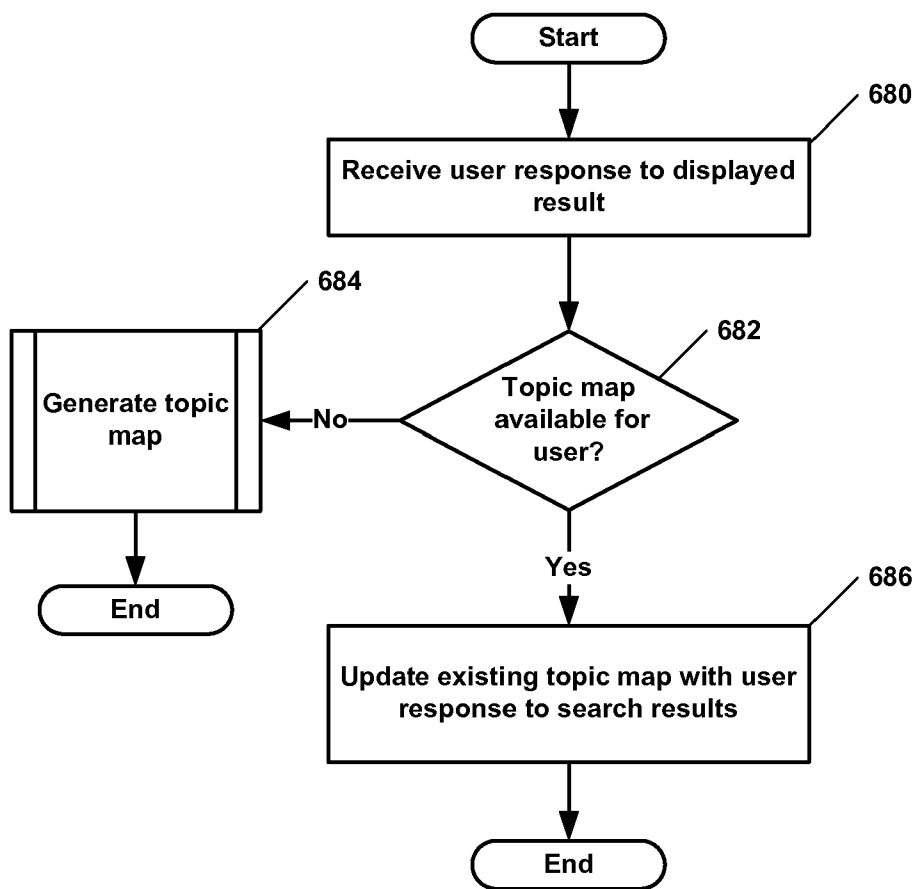 Start
680
Receive user response to displayed
result
684
682
Topic map
available for
user?
Generate topic
map
No
Yes
End
686
Update existing topic map with user
response to search results
End